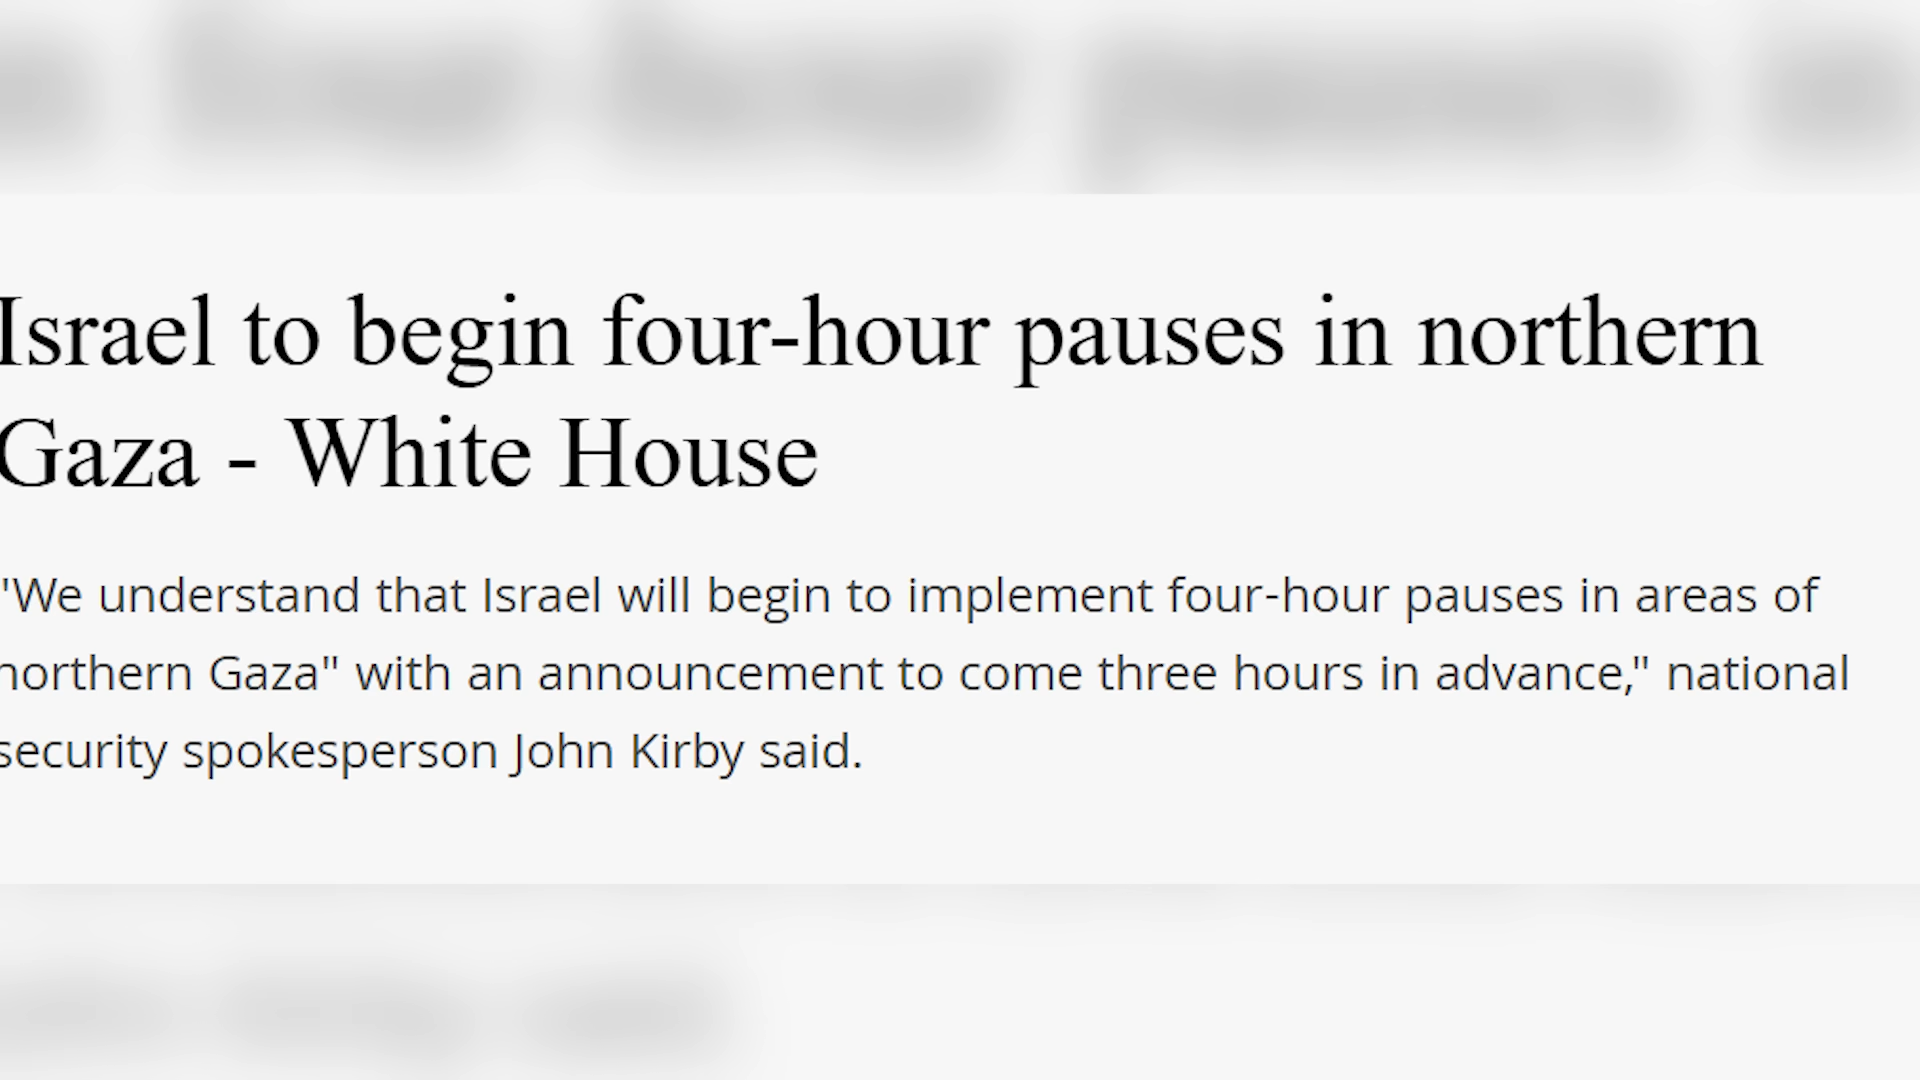 Israel to begin four-hour pauses in northern
Gaza - White House
"We understand that Israel will begin to implement four-hour pauses in areas of
northern Gaza" with an announcement to come three hours in advance," national
security spokesperson John Kirby said.